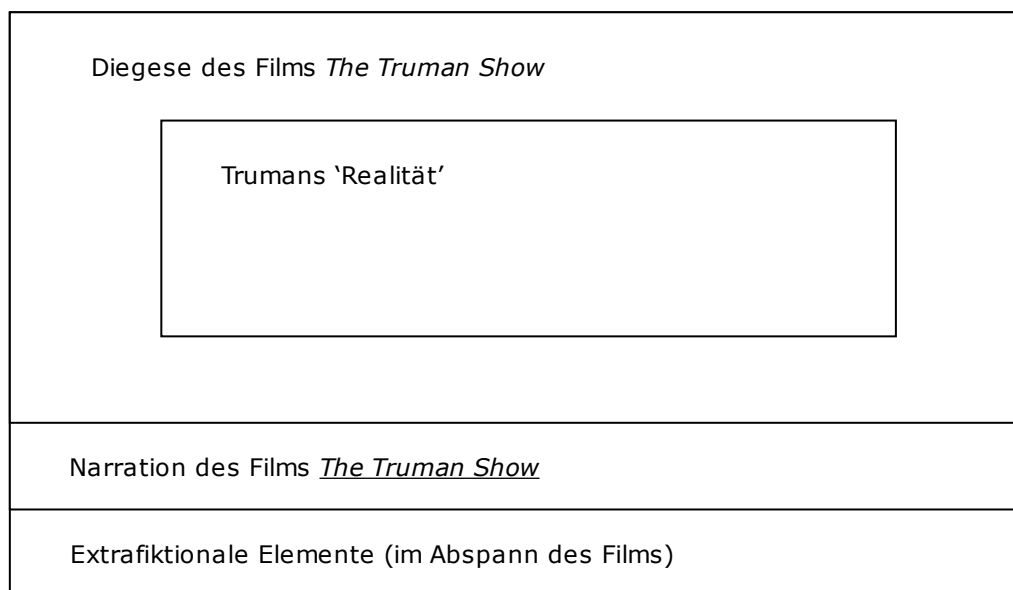 Diegese des Films The Truman Show
Trumans ‘Realität’
Narration des Films The Truman Show
Extrafiktionale Elemente (im Abspann des Films)